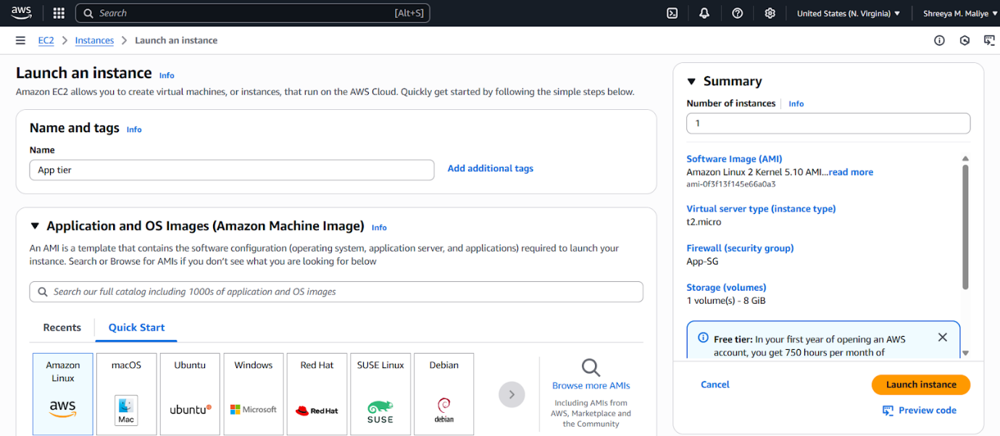 aws
Search
[Alt+S]
United States (N. Virginia)
Shreeya M. Maliye
EC2
Instances
Launch an instance
Launch an instance
Info
Amazon EC2 allows you to create virtual machines, or instances, that run on the AWS Cloud. Quickly get started by following the simple steps below.
Name and tags
Info
Name
App tier
Add additional tags
Application and OS Images (Amazon Machine Image)
Info
An AMI is a template that contains the software configuration (operating system, application server, and applications) required to launch your
instance. Search or Browse for AMIs if you don't see what you are looking for below
Search our full catalog including 1000s of application and OS images
Recents
Quick Start
Amazon
Linux
aws
macOS
Mac
Ubuntu
ubuntu
Windows
Microsoft
Red Hat
Red Hat
SUSE Linux
SUSE
Debian
debian
Browse more AMIs
Including AMIs from
AWS, Marketplace and
the Community
Summary
Number of instances
Info
1
Software Image (AMI)
Amazon Linux 2 Kernel 5.10 AMI...read more
ami-0f3f13f145e66a0a3
Virtual server type (instance type)
t2.micro
Firewall (security group)
App-SG
Storage (volumes)
1 volume(s) - 8 GiB
Free tier: In your first year of opening an AWS
account, you get 750 hours per month of
Cancel
Launch instance
Preview code